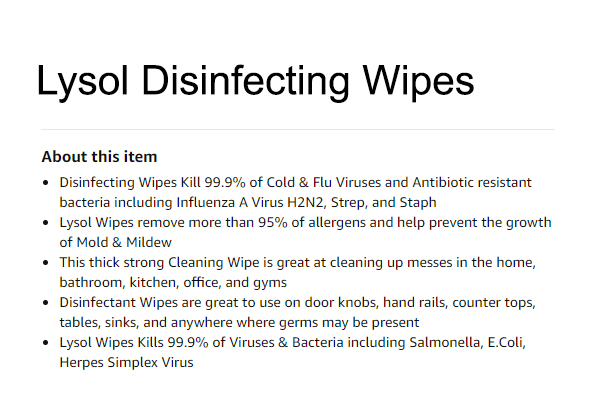 Lysol Disinfecting Wipes
About this item
• Disinfecting Wipes Kill 99.9% of Cold & Flu Viruses and Antibiotic resistant
bacteria including Influenza A Virus H2N2, Strep, and Staph
• Lysol Wipes remove more than 95% of allergens and help prevent the growth
of Mold & Mildew
• This thick strong Cleaning Wipe is great at cleaning up messes in the home,
bathroom, kitchen, office, and gyms
• Disinfectant Wipes are great to use on door knobs, hand rails, counter tops,
tables, sinks, and anywhere where germs may be present
• Lysol Wipes Kills 99.9% of Viruses & Bacteria including Salmonella, E.Coli,
Herpes Simplex Virus